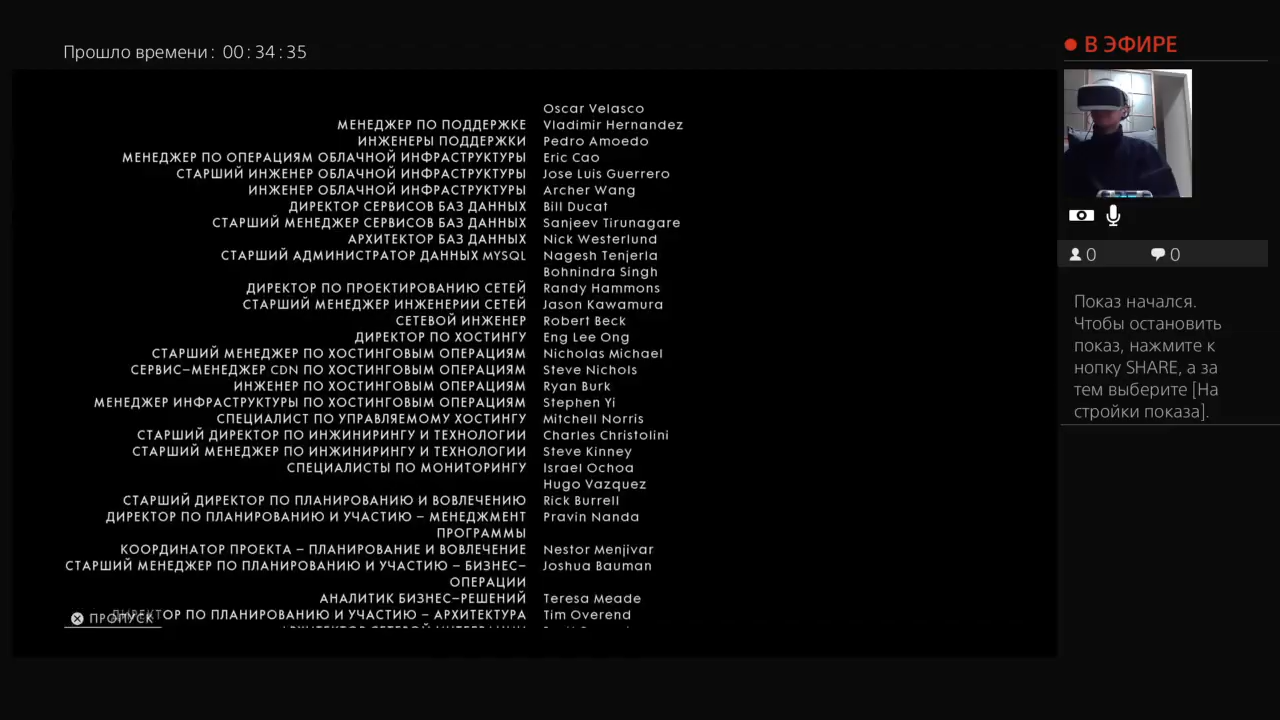 Прошло времени: 00:34:35
В ЭФИРЕ
Oscar Velasco
МЕНЕДЖЕР ПО ПОДДЕРЖКЕ Vladimir Hernandez
ИНЖЕНЕРЫ ПОДДЕРЖКИ Pedro Amoedo
МЕНЕДЖЕР ПО ОПЕРАЦИЯМ ОБЛАЧНОЙ ИНФРАСТРУКТУРЫ Eric Cao
СТАРШИЙ ИНЖЕНЕР ОБЛАЧНОЙ ИНФРАСТРУКТУРЫ Jose Luis Guerrero
ИНЖЕНЕР ОБЛАЧНОЙ ИНФРАСТРУКТУРЫ Archer Wang
ДИРЕКТОР СЕРВИСОВ БАЗ ДАННЫХ Bill Ducat
СТАРШИЙ МЕНЕДЖЕР СЕРВИСОВ БАЗ ДАННЫХ Sanjeev Tirunagare
АРХИТЕКТОР БАЗ ДАННЫХ Nick Westerlund
СТАРШИЙ АДМИНИСТРАТОР ДАННЫХ MYSQL Nagesh Tenjerla
Bohnindra Singh
ДИРЕКТОР ПО ПРОЕКТИРОВАНИЮ СЕТЕЙ Randy Hammons
СТАРШИЙ МЕНЕДЖЕР ИНЖЕНЕРИИ СЕТЕЙ Jason Kawamura
СЕТЕВОЙ ИНЖЕНЕР Robert Beck
ДИРЕКТОР ПО ХОСТИНГУ Eng Lee Ong
СТАРШИЙ МЕНЕДЖЕР ПО ХОСТИНГОВЫМ ОПЕРАЦИЯМ Nicholas Michael
СЕРВИС-МЕНЕДЖЕР CDN ПО ХОСТИНГОВЫМ ОПЕРАЦИЯМ Steve Nichols
ИНЖЕНЕР ПО ХОСТИНГОВЫМ ОПЕРАЦИЯМ Ryan Burk
МЕНЕДЖЕР ИНФРАСТРУКТУРЫ ПО ХОСТИНГОВЫМ ОПЕРАЦИЯМ Stephen Yi
СПЕЦИАЛИСТ ПО УПРАВЛЯЕМОМУ ХОСТИНГУ Mitchell Norris
СТАРШИЙ ДИРЕКТОР ПО ИНЖИНИРИНГУ И ТЕХНОЛОГИИ Charles Christolini
СТАРШИЙ МЕНЕДЖЕР ПО ИНЖИНИРИНГУ И ТЕХНОЛОГИИ Steve Kinney
СПЕЦИАЛИСТЫ ПО МОНИТОРИНГУ Israel Ochoa
Hugo Vazquez
СТАРШИЙ ДИРЕКТОР ПО ПЛАНИРОВАНИЮ И ВОВЛЕЧЕНИЮ Rick Burrell
ДИРЕКТОР ПО ПЛАНИРОВАНИЮ И УЧАСТИЮ – МЕНЕДЖМЕНТ Pravin Nanda
ПРОГРАММЫ
КООРДИНАТОР ПРОЕКТА – ПЛАНИРОВАНИЕ И ВОВЛЕЧЕНИЕ Nestor Menjivar
СТАРШИЙ МЕНЕДЖЕР ПО ПЛАНИРОВАНИЮ И УЧАСТИЮ – БИЗНЕС- Joshua Bauman
ОПЕРАЦИИ
АНАЛИТИК БИЗНЕС-РЕШЕНИЙ Teresa Meade
ДИРЕКТОР ПО ПЛАНИРОВАНИЮ И УЧАСТИЮ – АРХИТЕКТУРА Tim Overend
ПРОПУСК
0 0
Показ начался.
Чтобы остановить
показ, нажмите к
нопку SHARE, а за
тем выберите [На
стройки показа].